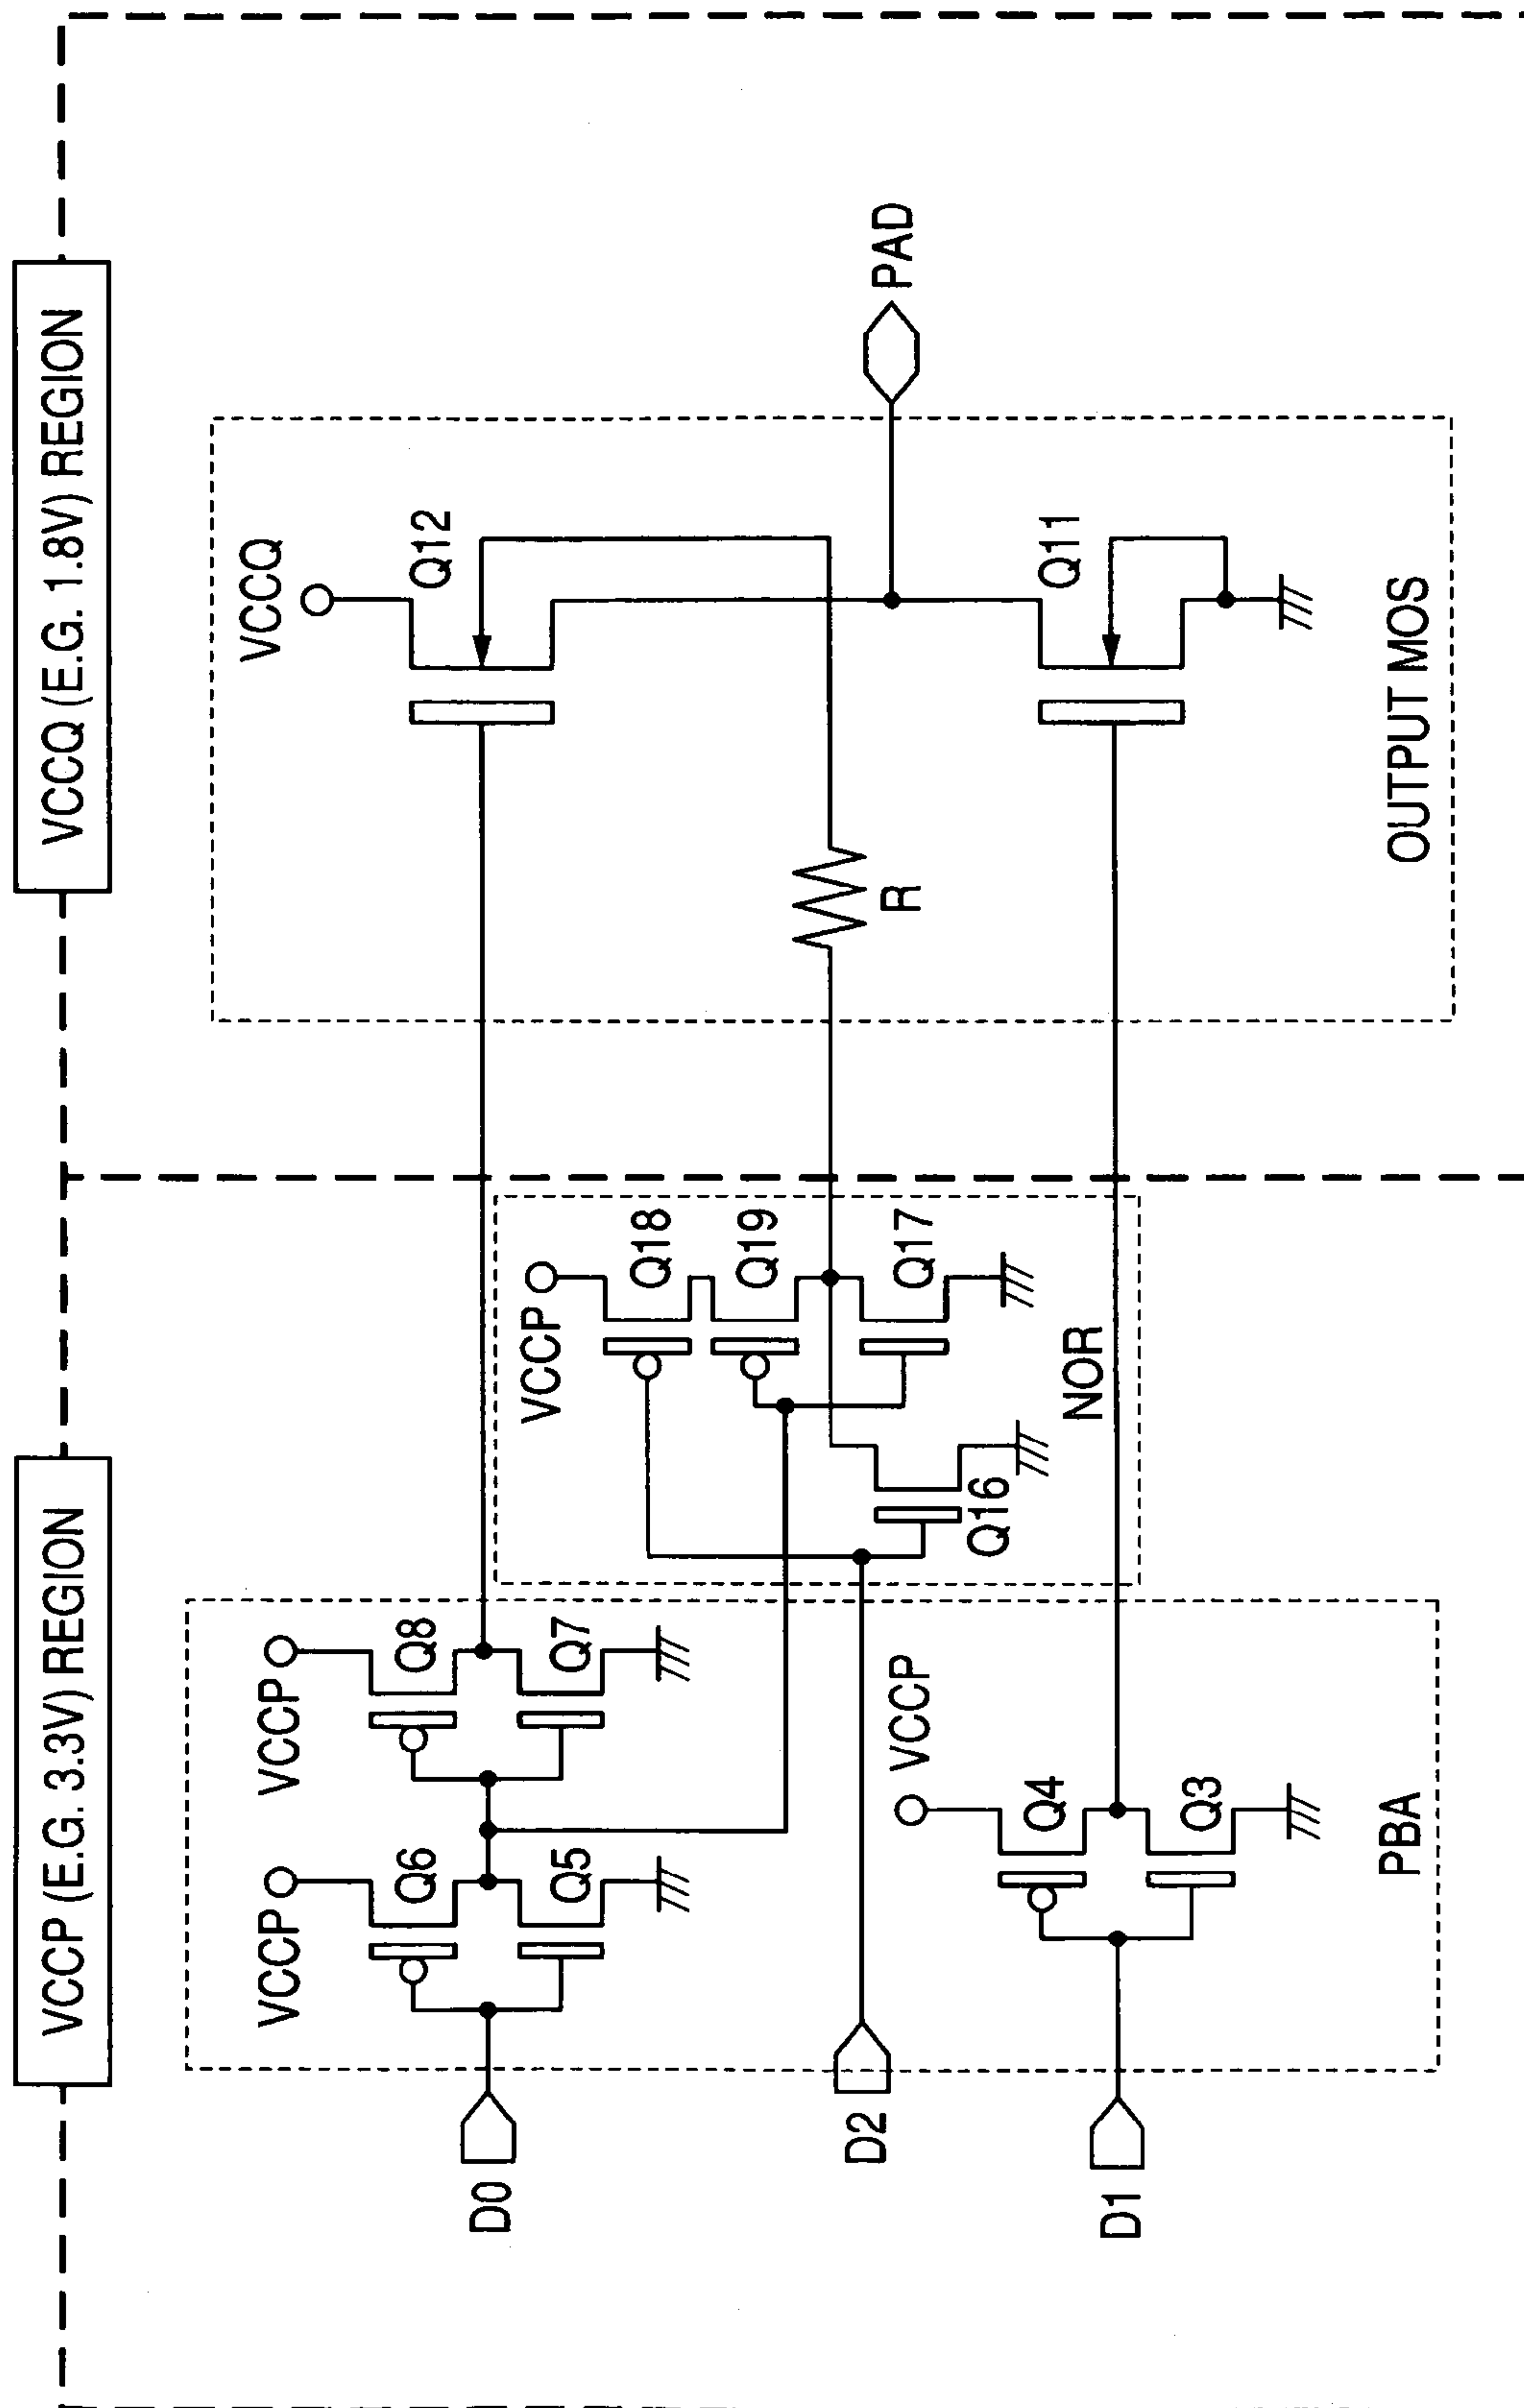 VCCP (E.G. 3.3V) REGION
VCCQ (E.G. 1.8V) REGION
VCCP
VCCP
VCCQ
Q6
Q8
Q12
D0
Q5
Q7
VCCP
Q18
Q19
D2
VCCP
R
PAD
Q17
Q16
Q4
NOR
Q11
D1
Q3
PBA
OUTPUT MOS